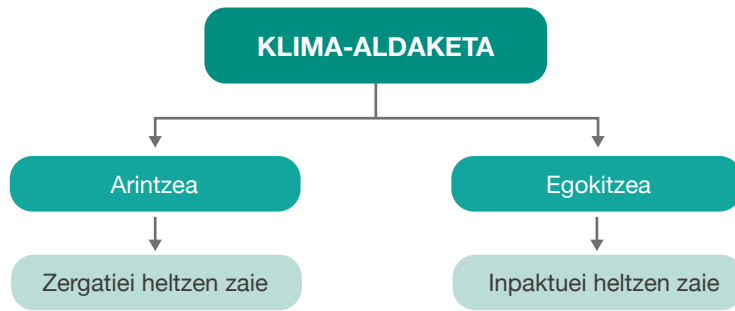 KLIMA-ALDAKETA
Arintzea
Egokitzea
Zergatiei heltzen zaie
Inpaktuei heltzen zaie